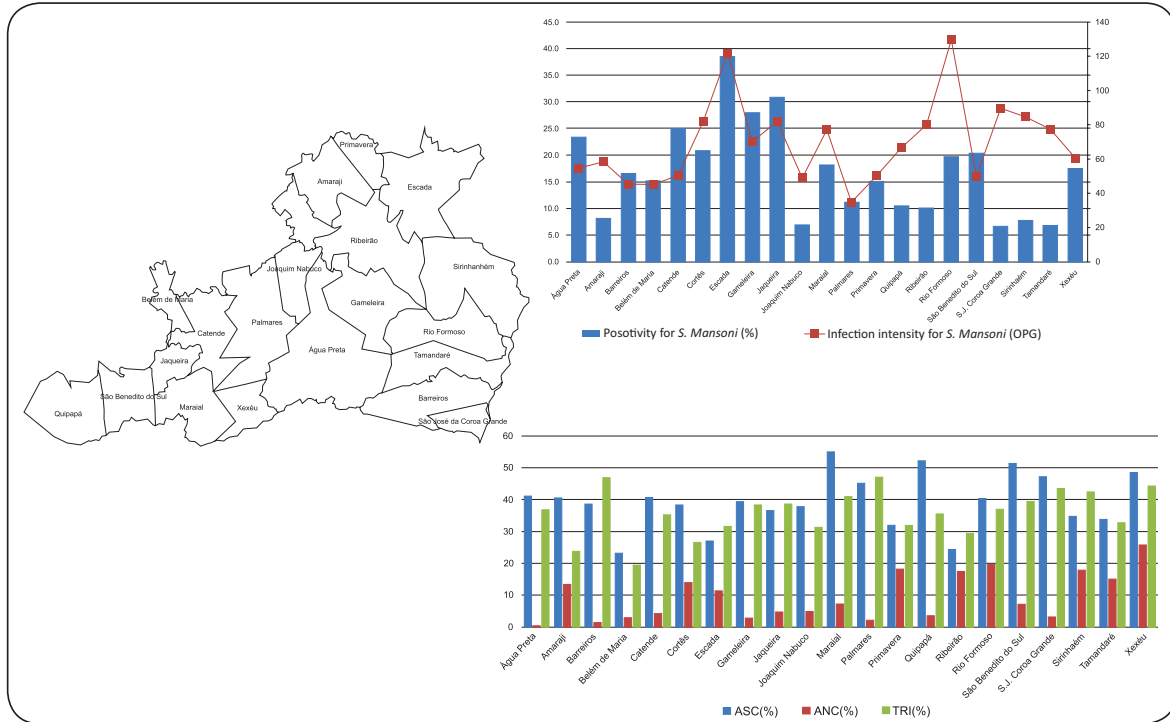 Primavera
Amaraji
Escada
Ribeirão
Joaquim Nabuco
Sirinhanhém
Belém de Maria
Gameleira
Palmares
Catende
Rio Formoso
Água Preta
Tamandaré
Jaqueira
São Benedito do Sul
Barreiros
Quipapá
Maraial
Xexéu
São José da Coroa Grande
45.0
40.0
35.0
30.0
25.0
20.0
15.0
10.0
5.0
0.0
140
120
100
80
60
40
20
0
Água Preta
Amaraji
Barreiros
Belém de Maria
Catende
Cortês
Escada
Gameleira
Jaqueira
Joaquim Nabuco
Maraial
Palmares
Primavera
Quipapá
Ribeirão
Rio Formoso
São Benedito do Sul
S.J. Coroa Grande
Sirinhaém
Tamandaré
Xexéu
Posotivity for S. Mansoni (%)
Infection intensity for S. Mansoni (OPG)
60
50
40
30
20
10
0
Água Preta
Amaraji
Barreiros
Belém de Maria
Catende
Cortês
Escada
Gameleira
Jaqueira
Joaquim Nabuco
Maraial
Palmares
Primavera
Quipapá
Ribeirão
Rio Formoso
São Benedito do Sul
S.J. Coroa Grande
Sirinhaém
Tamandaré
Xexéu
ASC(%)
ANC(%)
TRI(%)